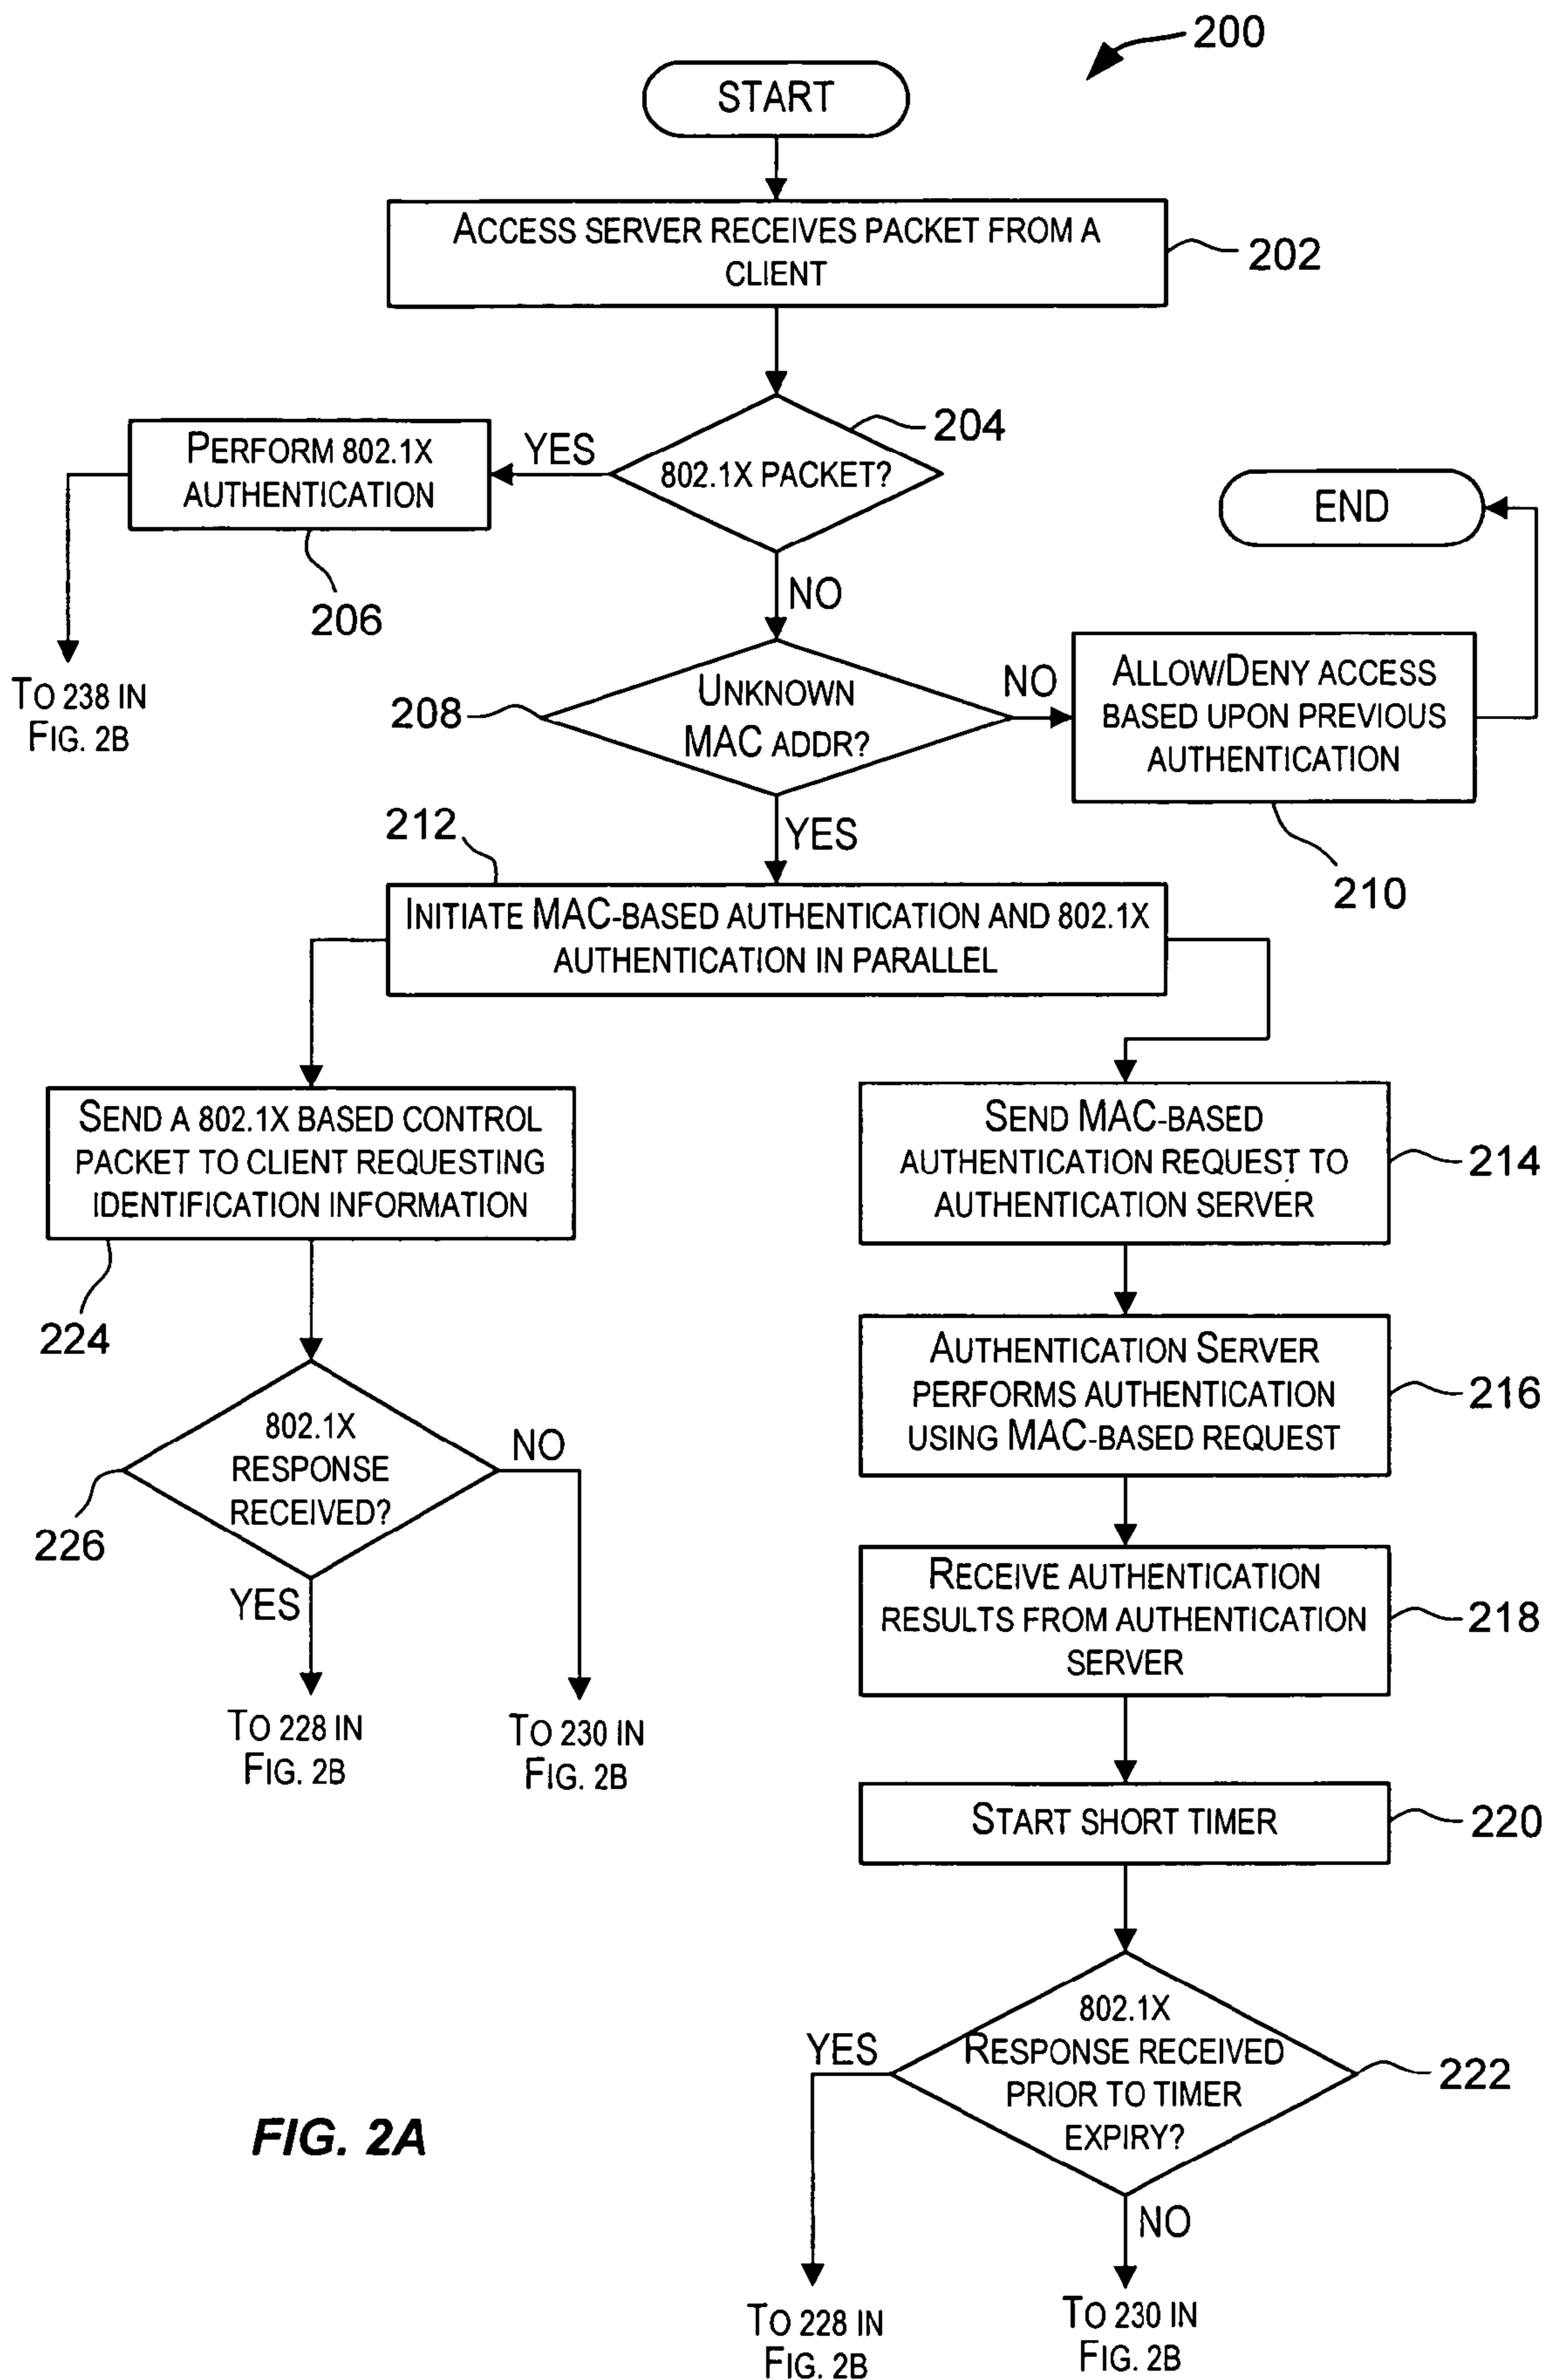 200
START
ACCESS SERVER RECEIVES PACKET FROM A
CLIENT
202
204
802.1X PACKET?
YES
PERFORM 802.1X
AUTHENTICATION
206
TO 238 IN
FIG. 2B
NO
END
UNKNOWN
MAC ADDR?
208
NO
ALLOW/DENY ACCESS
BASED UPON PREVIOUS
AUTHENTICATION
210
YES
212
INITIATE MAC-BASED AUTHENTICATION AND 802.1X
AUTHENTICATION IN PARALLEL
SEND A 802.1X BASED CONTROL
PACKET TO CLIENT REQUESTING
IDENTIFICATION INFORMATION
224
802.1X
RESPONSE
RECEIVED?
226
NO
YES
TO 228 IN
FIG. 2B
TO 230 IN
FIG. 2B
SEND MAC-BASED
AUTHENTICATION REQUEST TO
AUTHENTICATION SERVER
214
AUTHENTICATION SERVER
PERFORMS AUTHENTICATION
USING MAC-BASED REQUEST
216
RECEIVE AUTHENTICATION
RESULTS FROM AUTHENTICATION
SERVER
218
START SHORT TIMER
220
802.1X
RESPONSE RECEIVED
PRIOR TO TIMER
EXPIRY?
222
YES
NO
TO 228 IN
FIG. 2B
TO 230 IN
FIG. 2B
FIG. 2A